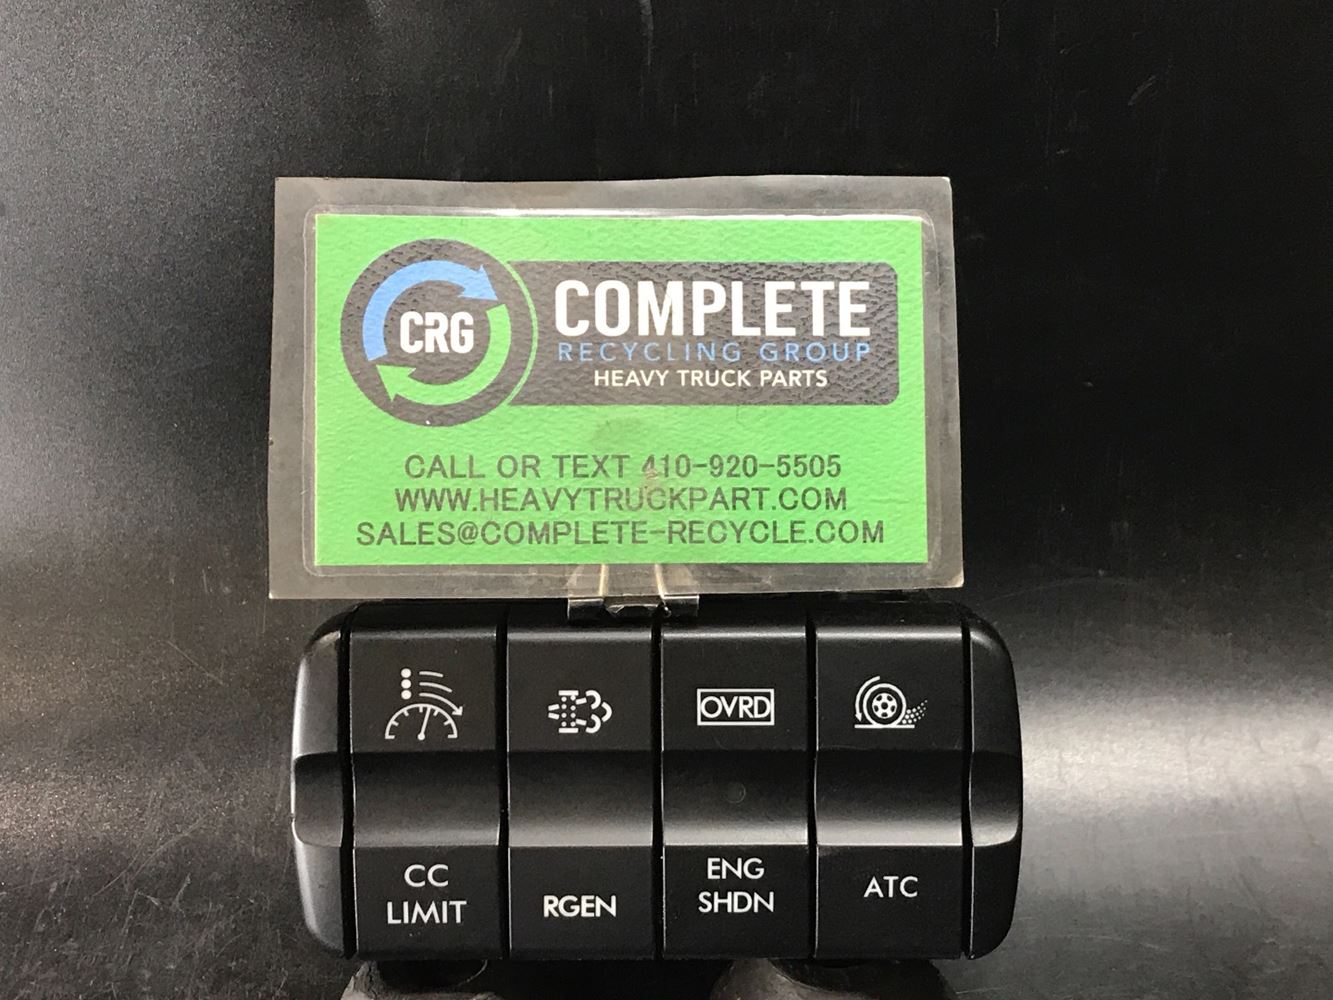 CRG
COMPLETE
RECYCLING GROUP
HEAVY TRUCK PARTS
CALL OR TEXT 410-920-5505
WWW.HEAVYTRUCKPART.COM
SALES@COMPLETE-RECYCLE.COM
OVRD
CC
LIMIT
RGEN
ENG
SHDN
ATC